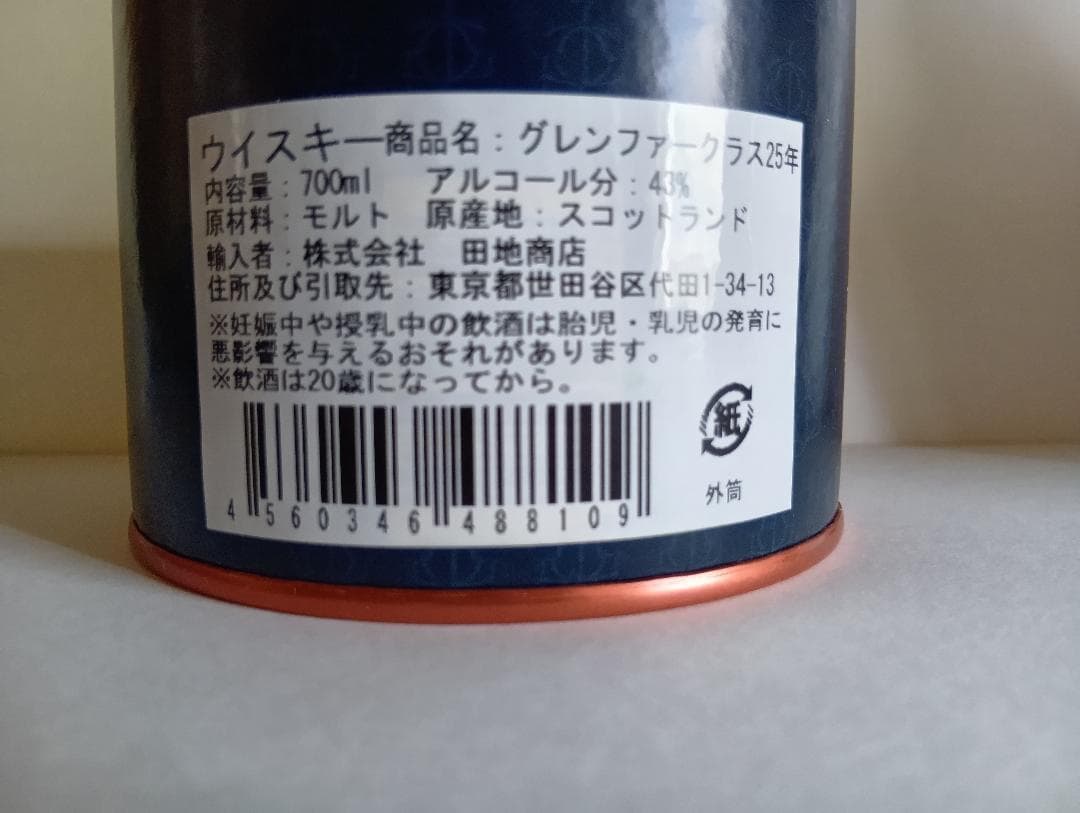 ウイスキー商品名：グレンファークラス25年
内容量：700ml　アルコール分：43%
原材料：モルト　原産地：スコットランド
輸入者：株式会社　田地商店
住所及び引取先：東京都世田谷区代田1-34-13
※妊娠中や授乳中の飲酒は胎児・乳児の発育に
悪影響を与えるおそれがあります。
※飲酒は20歳になってから。
紙
外筒
4 560346 488109